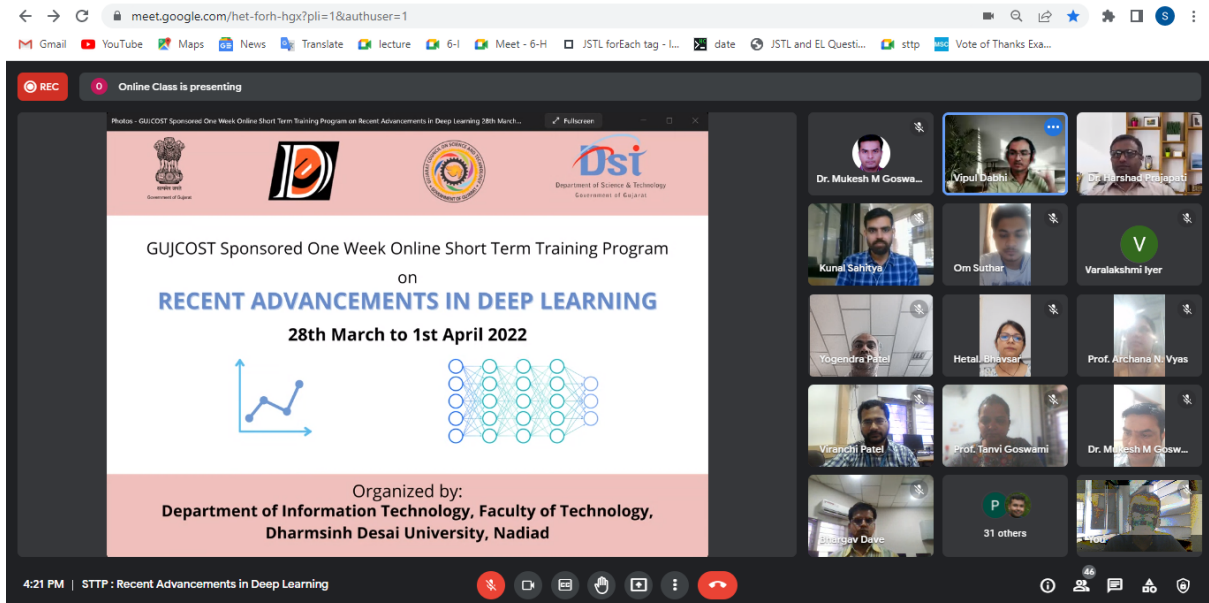 meet.google.com/het-forh-hgx?pli=1&authuser=1
S
Gmail YouTube Maps News Translate lecture 6-I Meet - 6-H JSTL forEach tag - I... date JSTL and EL Questi... sttp Vote of Thanks Exa...
REC O Online Class is presenting
Photos - GUJCOST Sponsored One Week Online Short Term Training Program on Recent Advancements in Deep Learning 28th March... Fullscreen
Government of Gujarat
Dst
Department of Science & Technology
Government of Gujarat
GUJCOST Sponsored One Week Online Short Term Training Program
on
RECENT ADVANCEMENTS IN DEEP LEARNING
28th March to 1st April 2022
Organized by:
Department of Information Technology, Faculty of Technology,
Dharmsinh Desai University, Nadiad
Dr. Mukesh M Goswa...
Vipul Dabhi
Dr. Harshad Prajapati
Kunal Sahitya
Om Suthar
V
Varalakshmi Iyer
Yogendra Patel
Hetal. Bhavsar
Prof. Archana N. Vyas
Viranchi Patel
Prof. Tanvi Goswami
Dr. Mukesh M Gosw...
Bhargav Dave
P
31 others
You
4:21 PM | STTP : Recent Advancements in Deep Learning
46